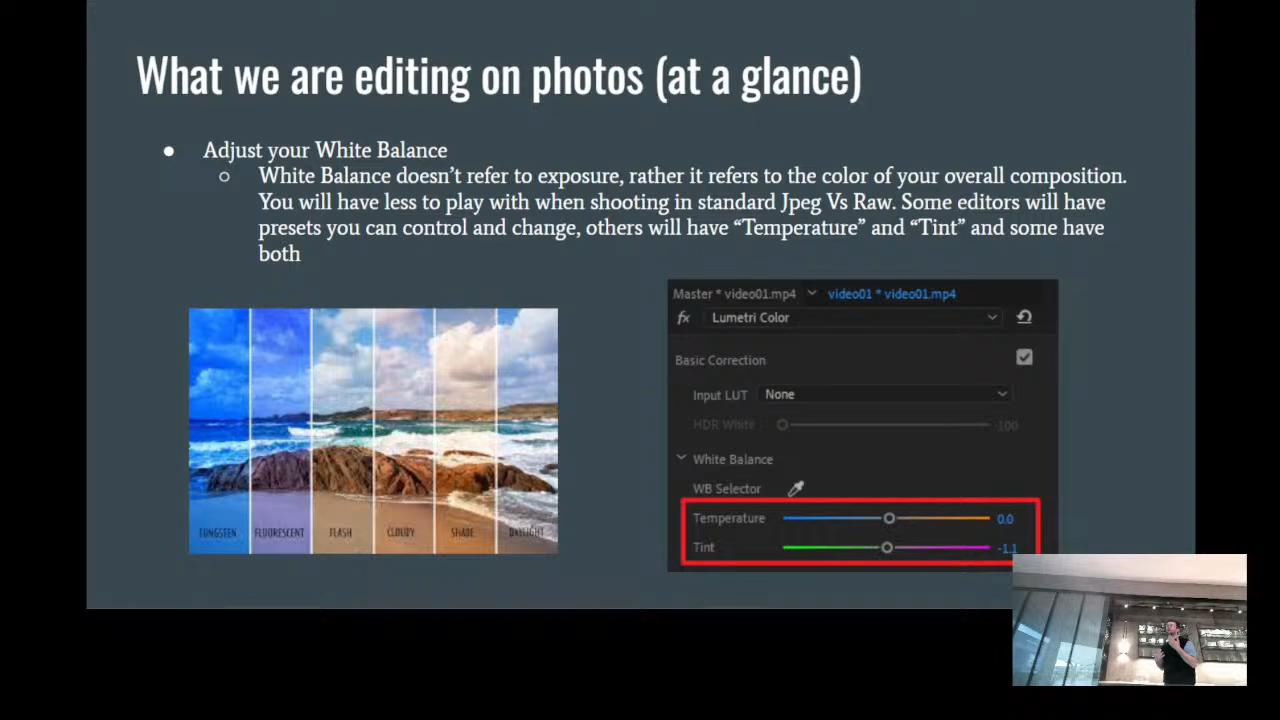 What we are editing on photos (at a glance)
● Adjust your White Balance
○ White Balance doesn’t refer to exposure, rather it refers to the color of your overall composition.
You will have less to play with when shooting in standard Jpeg Vs Raw. Some editors will have
presets you can control and change, others will have “Temperature” and “Tint” and some have
both
TUNGSTEN FLUORESCENT FLASH CLOUDY SHADE DAYLIGHT
Master * video01.mp4 video01 * video01.mp4
fx Lumetri Color
Basic Correction
Input LUT None
HDR White 100
White Balance
WB Selector
Temperature 0.0
Tint -1.1